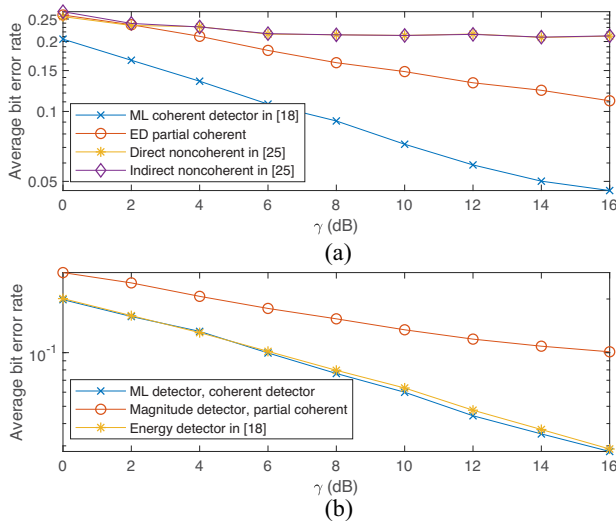 Average bit error rate
0.25
0.2
0.15
0.1
0.05
ML coherent detector in [18]
ED partial coherent
Direct noncoherent in [25]
Indirect noncoherent in [25]
0 2 4 6 8 10 12 14 16
γ (dB)
(a)
Average bit error rate
10⁻¹
ML detector, coherent detector
Magnitude detector, partial coherent
Energy detector in [18]
0 2 4 6 8 10 12 14 16
γ (dB)
(b)